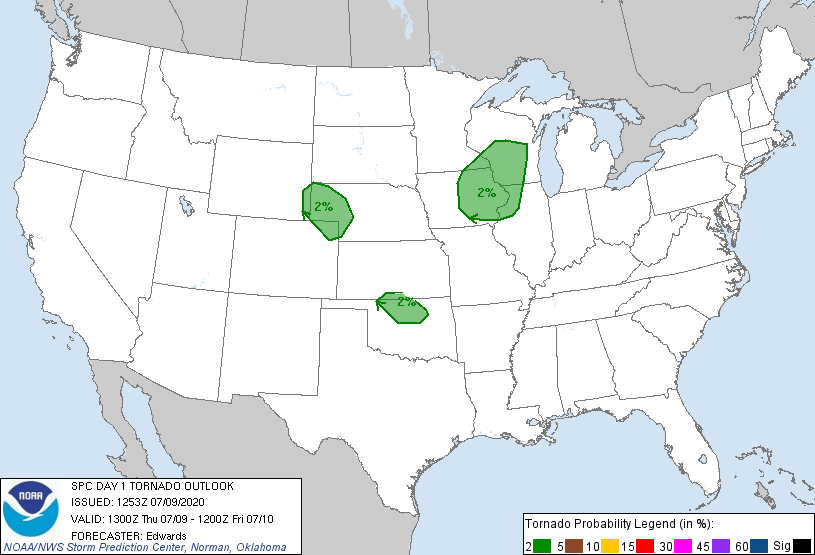 2%
2%
2%
NOAA
SPC DAY 1 TORNADO OUTLOOK
ISSUED: 1253Z 07/09/2020
VALID: 1300Z Thu 07/09 - 1200Z Fri 07/10
FORECASTER: Edwards
NOAA/NWS Storm Prediction Center, Norman, Oklahoma
Tornado Probability Legend (in %):
2 5 10 15 30 45 60 Sig